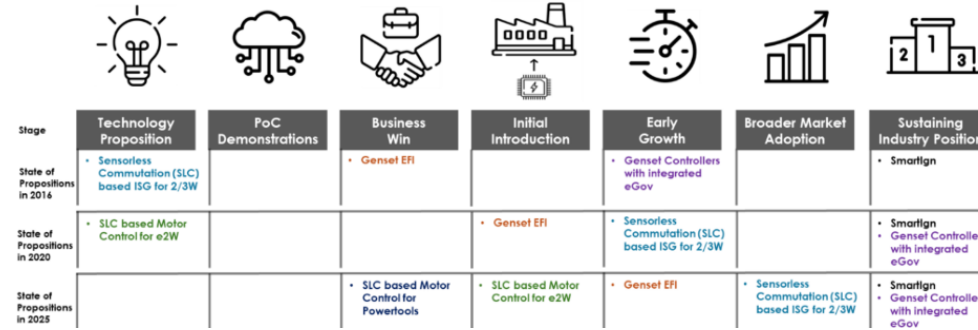 Stage
Technology
Proposition
PoC
Demonstrations
Business
Win
Initial
Introduction
Early
Growth
Broader Market
Adoption
Sustaining
Industry Position
State of
Propositions
in 2016
• Sensorless
Commutation (SLC)
based ISG for 2/3W
• Genset EFI
• Genset Controllers
with integrated
eGov
• SmartIgn
State of
Propositions
in 2020
• SLC based Motor
Control for e2W
• Genset EFI
• Sensorless
Commutation (SLC)
based ISG for 2/3W
• SmartIgn
• Genset Controlle
with integrated
eGov
State of
Propositions
in 2025
• SLC based Motor
Control for
Powertools
• SLC based Motor
Control for e2W
• Genset EFI
• Sensorless
Commutation (SLC)
based ISG for 2/3W
• SmartIgn
• Genset Controlle
with integrated
eGov
2
1
3